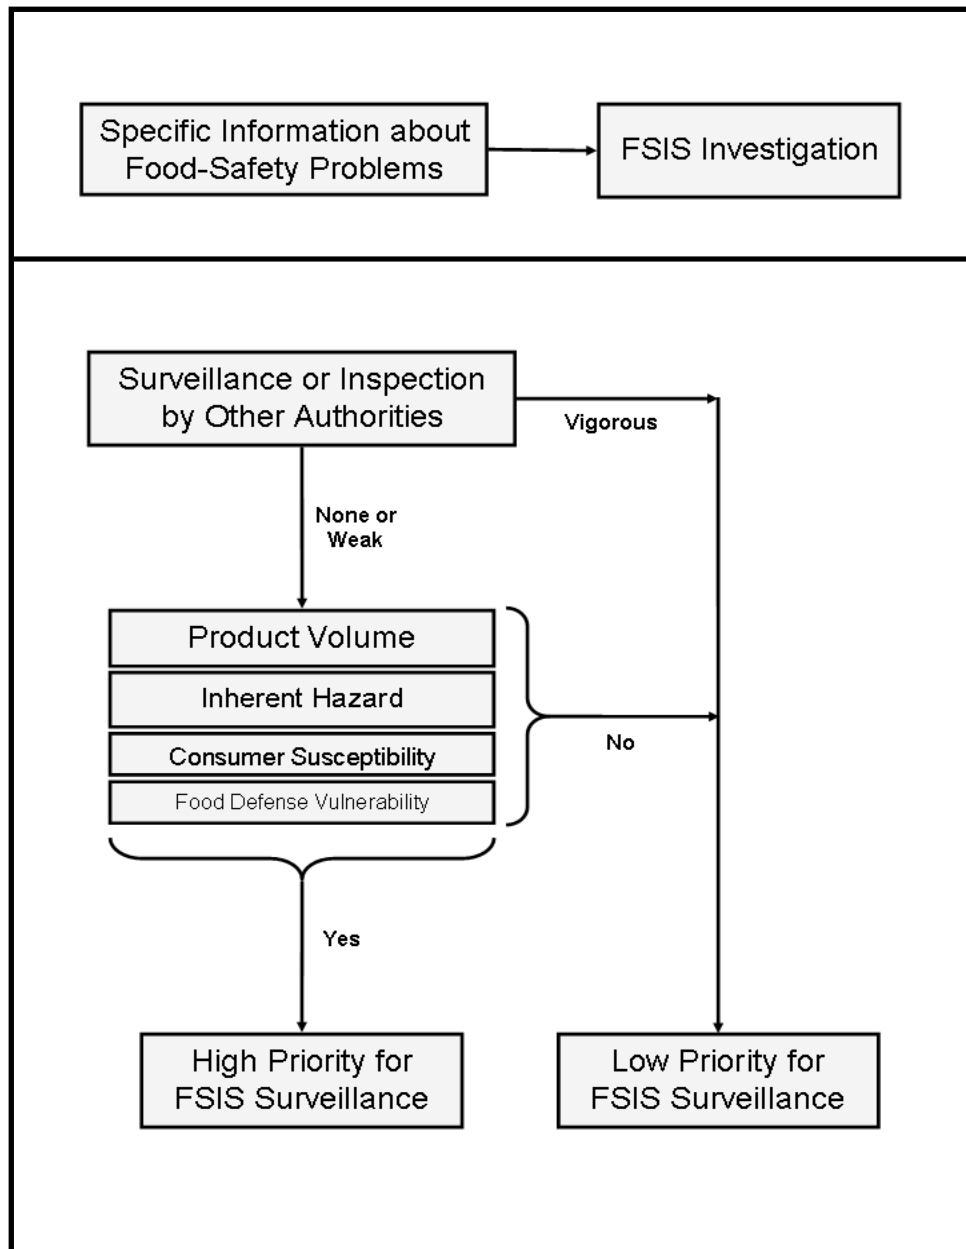 Specific Information about
Food-Safety Problems
FSIS Investigation
Surveillance or Inspection
by Other Authorities
Vigorous
None or
Weak
Product Volume
Inherent Hazard
Consumer Susceptibility
Food Defense Vulnerability
No
Yes
High Priority for
FSIS Surveillance
Low Priority for
FSIS Surveillance